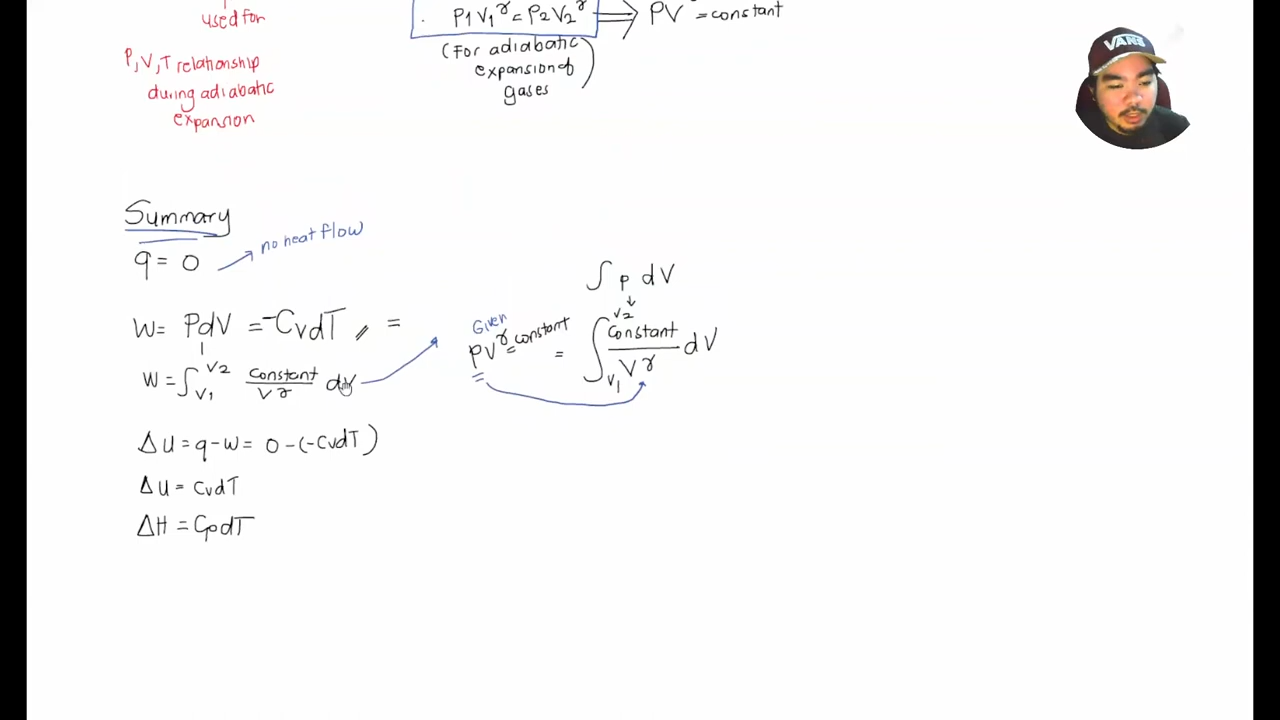 used for
P1V1^γ = P2V2^γ ⟹ PV = constant
(For adiabatic
expansion of
gases)
P,V,T relationship
during adiabatic
expansion
VANS
Summary
q = 0
no heat flow
W = PdV = -CvdT // =
W = ∫V1^V2 constant/V^γ dV
ΔU = q-w = 0-(-CvdT)
ΔU = CvdT
ΔH = CpdT
∫ P dV
Given
PV^γ = constant
= ∫V1^V2 constant/V^γ dV